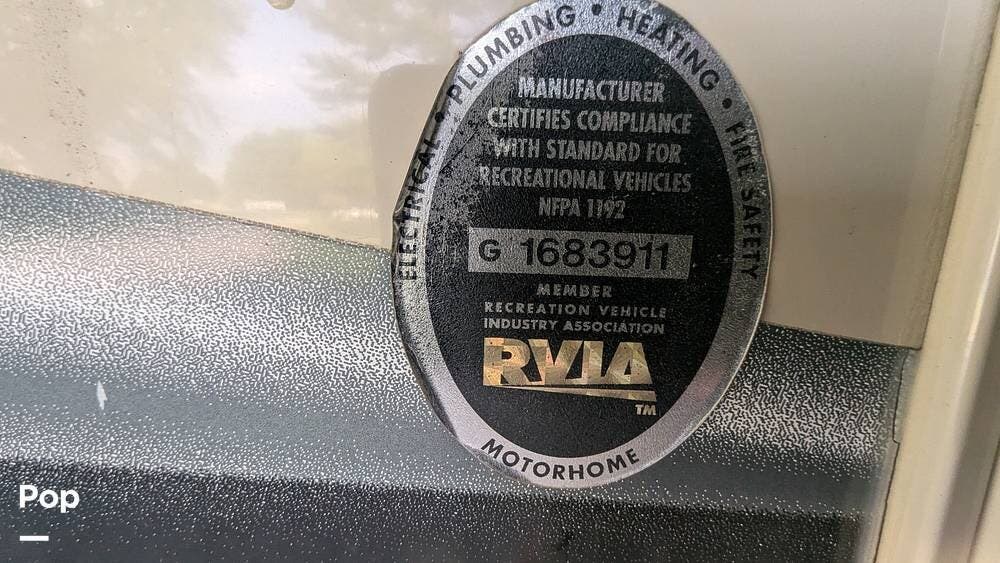 ELECTRICAL • PLUMBING • HEATING • FIRE SAFETY
MANUFACTURER
CERTIFIES COMPLIANCE
WITH STANDARD FOR
RECREATIONAL VEHICLES
NFPA 1192
G 1683911
MEMBER
RECREATION VEHICLE
INDUSTRY ASSOCIATION
RVIA
TM
MOTORHOME
Pop